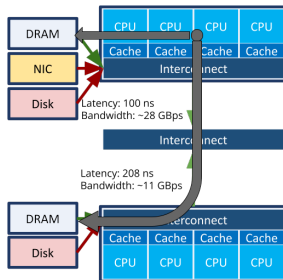 DRAM
CPU CPU CPU CPU
Cache Cache Cache Cache
NIC
Interconnect
Disk
Latency: 100 ns
Bandwidth: ~28 GBps
Interconnect
Latency: 208 ns
Bandwidth: ~11 GBps
DRAM
Interconnect
Disk
Cache Cache Cache Cache
CPU CPU CPU CPU